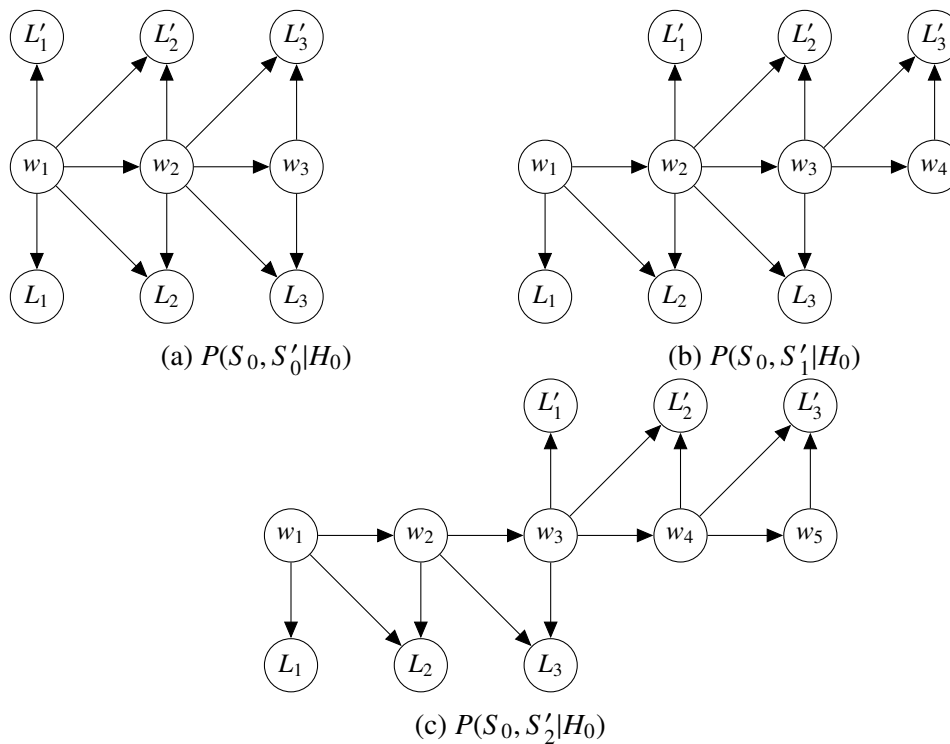 L′₁ L′₂ L′₃
w₁ w₂ w₃
L₁ L₂ L₃
(a) P(S₀, S′₀|H₀)
L′₁ L′₂ L′₃
w₁ w₂ w₃ w₄
L₁ L₂ L₃
(b) P(S₀, S′₁|H₀)
L′₁ L′₂ L′₃
w₁ w₂ w₃ w₄ w₅
L₁ L₂ L₃
(c) P(S₀, S′₂|H₀)